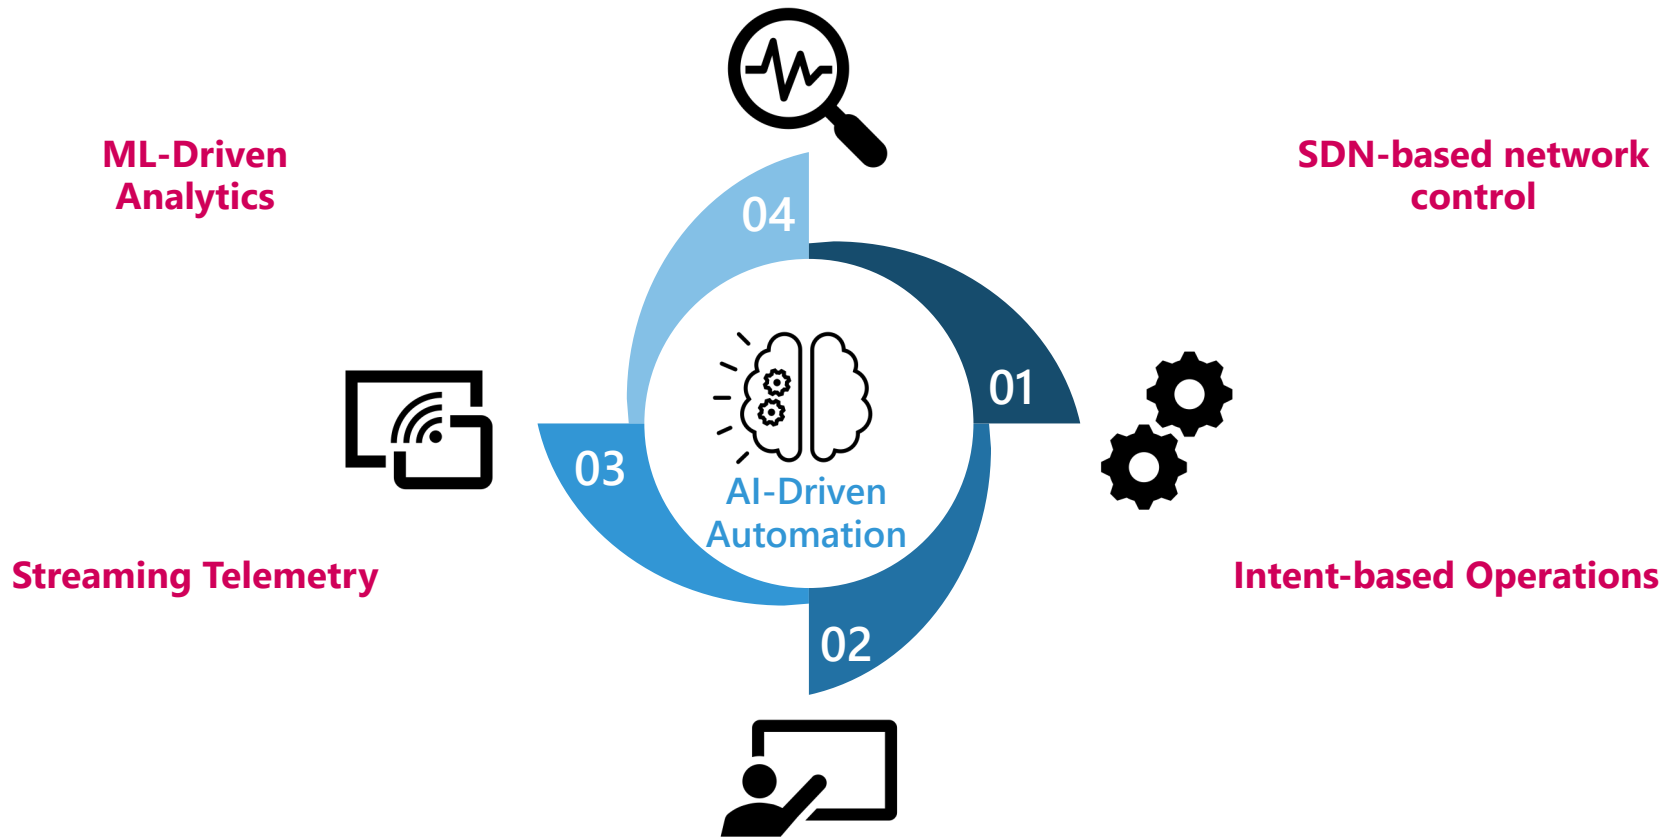 ML-Driven
Analytics
SDN-based network
control
04
01
03
AI-Driven
Automation
Streaming Telemetry
Intent-based Operations
02